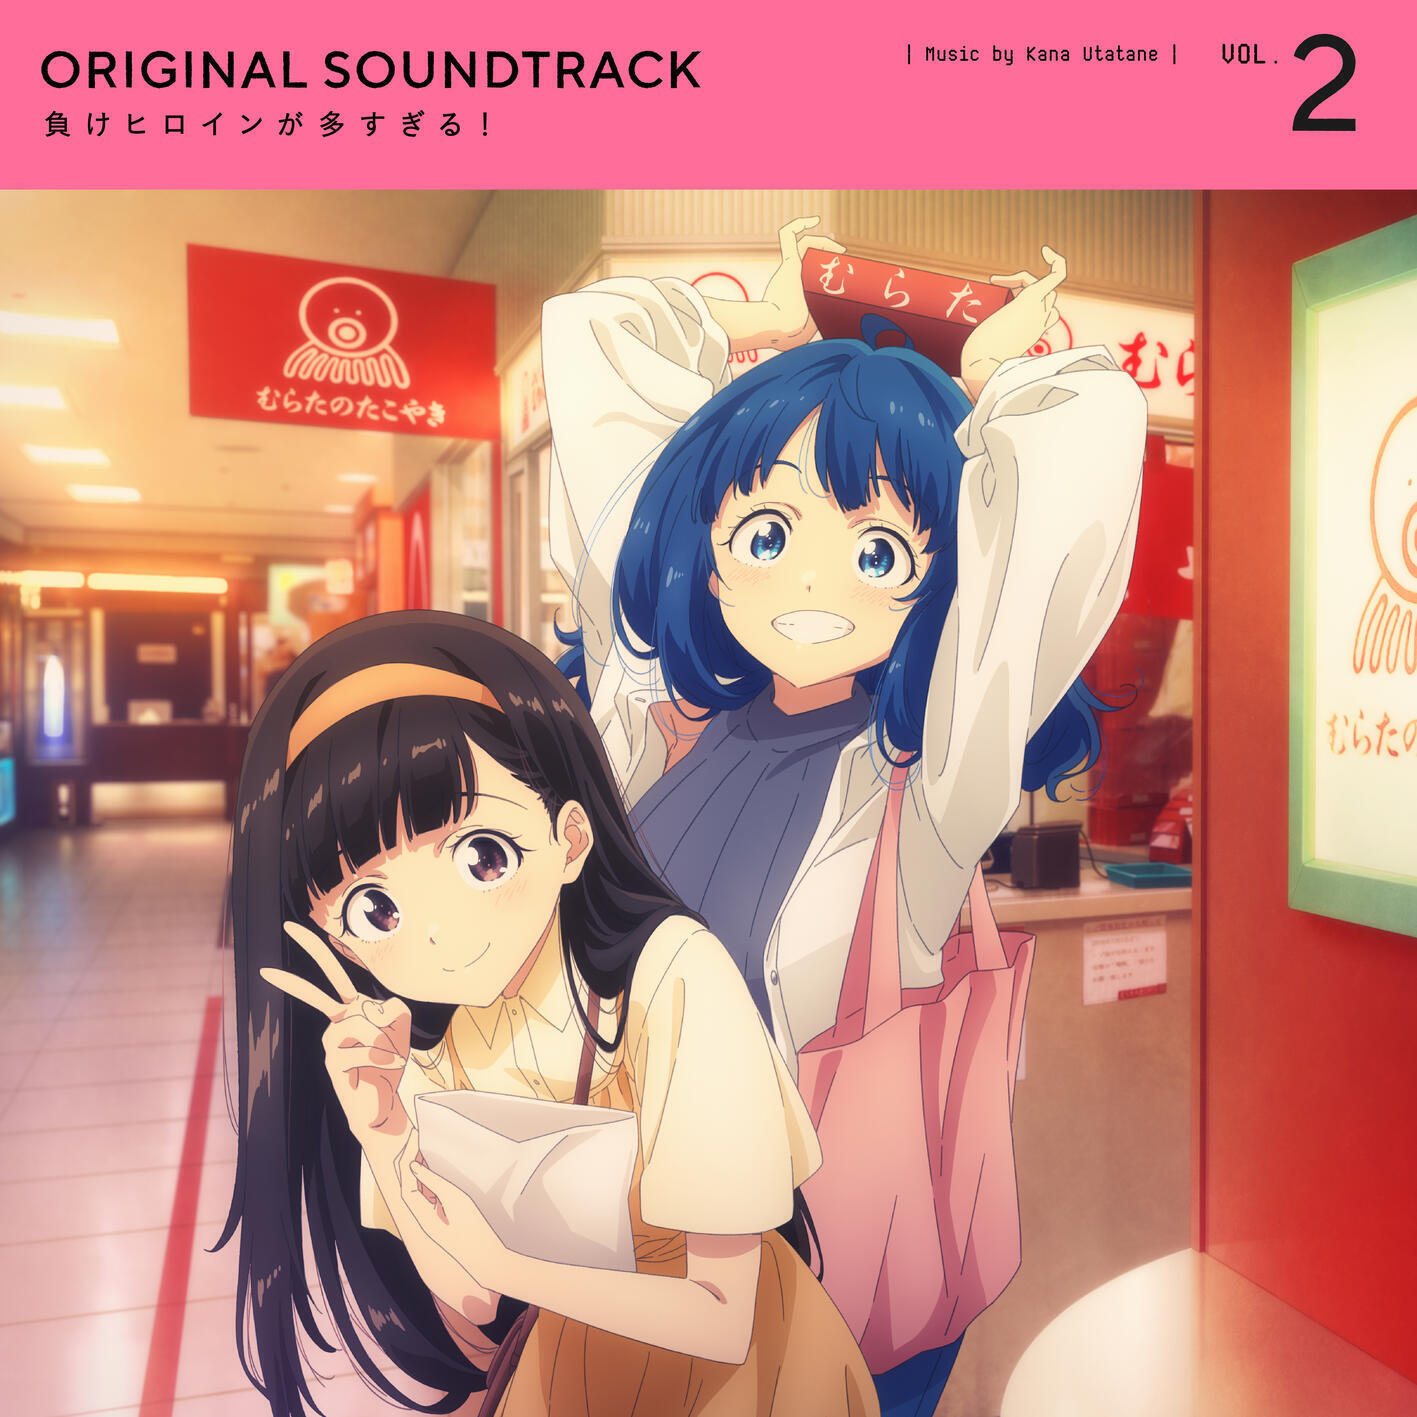 ORIGINAL SOUNDTRACK
負けヒロインが多すぎる!
| Music by Kana Utatane |
VOL. 2
むらた
むらたのたこやき
むら
むらたの